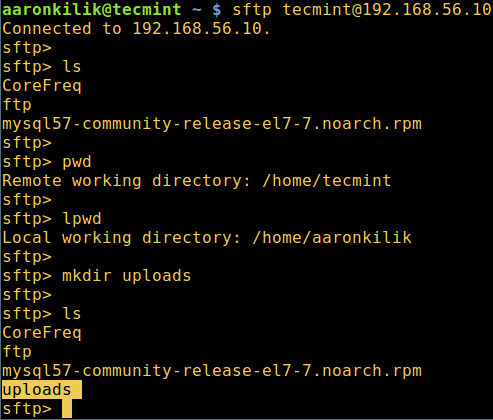 aaronkilik@tecmint ~ $ sftp tecmint@192.168.56.10
Connected to 192.168.56.10.
sftp>
sftp> ls
CoreFreq
ftp
mysql57-community-release-el7-7.noarch.rpm
sftp>
sftp> pwd
Remote working directory: /home/tecmint
sftp>
sftp> lpwd
Local working directory: /home/aaronkilik
sftp>
sftp> mkdir uploads
sftp>
sftp> ls
CoreFreq
ftp
mysql57-community-release-el7-7.noarch.rpm
uploads
sftp>